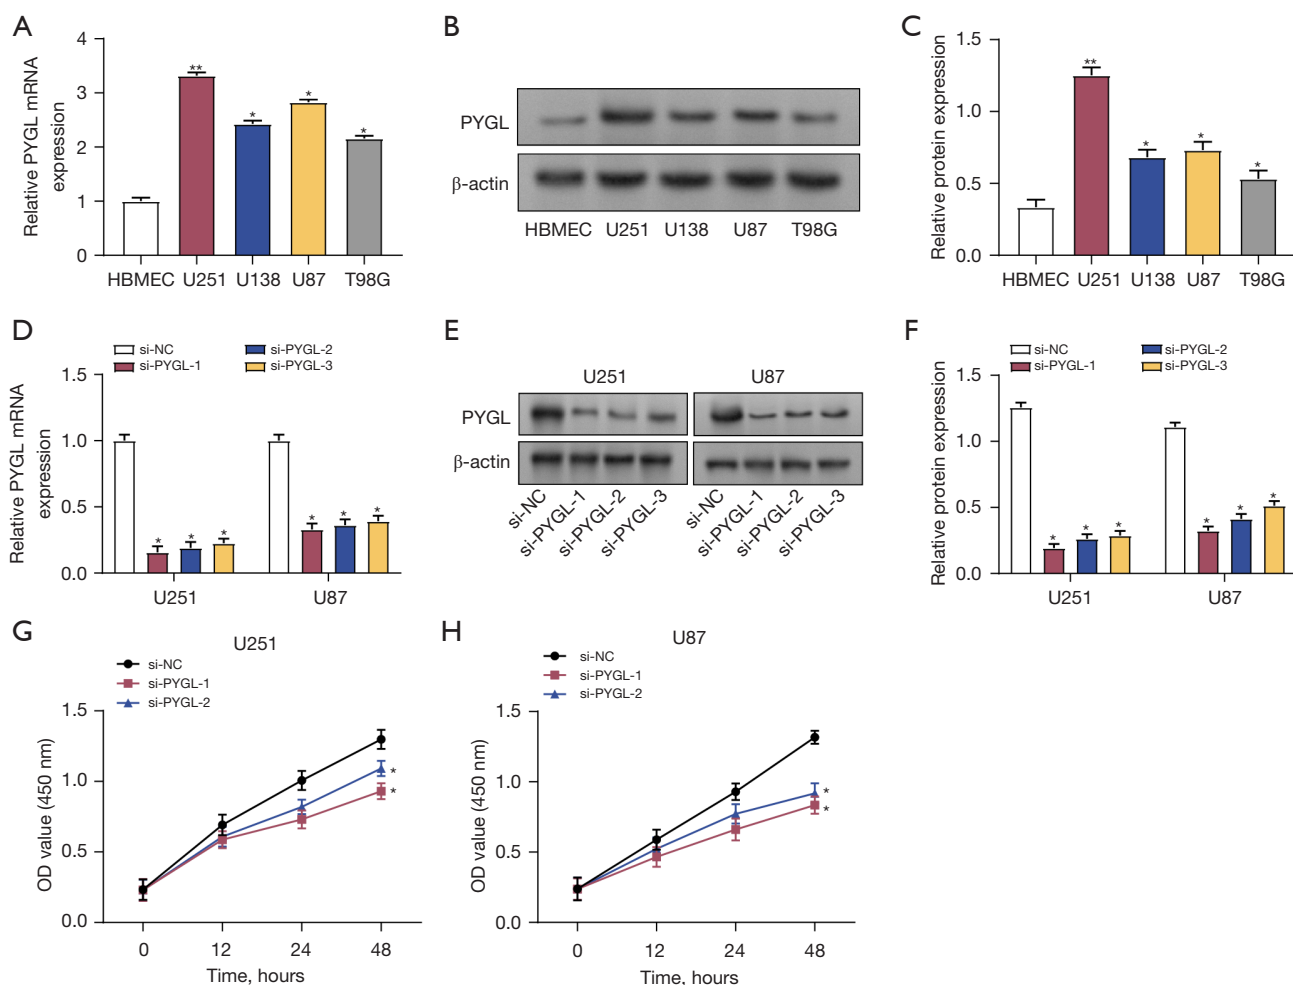 A
Relative PYGL mRNA
expression
4
3
2
1
0
**
*
*
*
HBMEC U251 U138 U87 T98G
B
PYGL
β-actin
HBMEC U251 U138 U87 T98G
C
Relative protein expression
1.5
1.0
0.5
0.0
**
*
*
*
HBMEC U251 U138 U87 T98G
D
si-NC si-PYGL-2
si-PYGL-1 si-PYGL-3
Relative PYGL mRNA
expression
1.5
1.0
0.5
0.0
* * * * * *
U251 U87
E
U251 U87
PYGL
β-actin
si-NC
si-PYGL-1
si-PYGL-2
si-PYGL-3
si-NC
si-PYGL-1
si-PYGL-2
si-PYGL-3
F
si-NC si-PYGL-2
si-PYGL-1 si-PYGL-3
Relative protein expression
1.5
1.0
0.5
0.0
* * * * * *
U251 U87
G
U251
si-NC
si-PYGL-1
si-PYGL-2
OD value (450 nm)
1.5
1.0
0.5
0.0
*
*
0 12 24 48
Time, hours
H
U87
si-NC
si-PYGL-1
si-PYGL-2
OD value (450 nm)
1.5
1.0
0.5
0.0
*
*
0 12 24 48
Time, hours